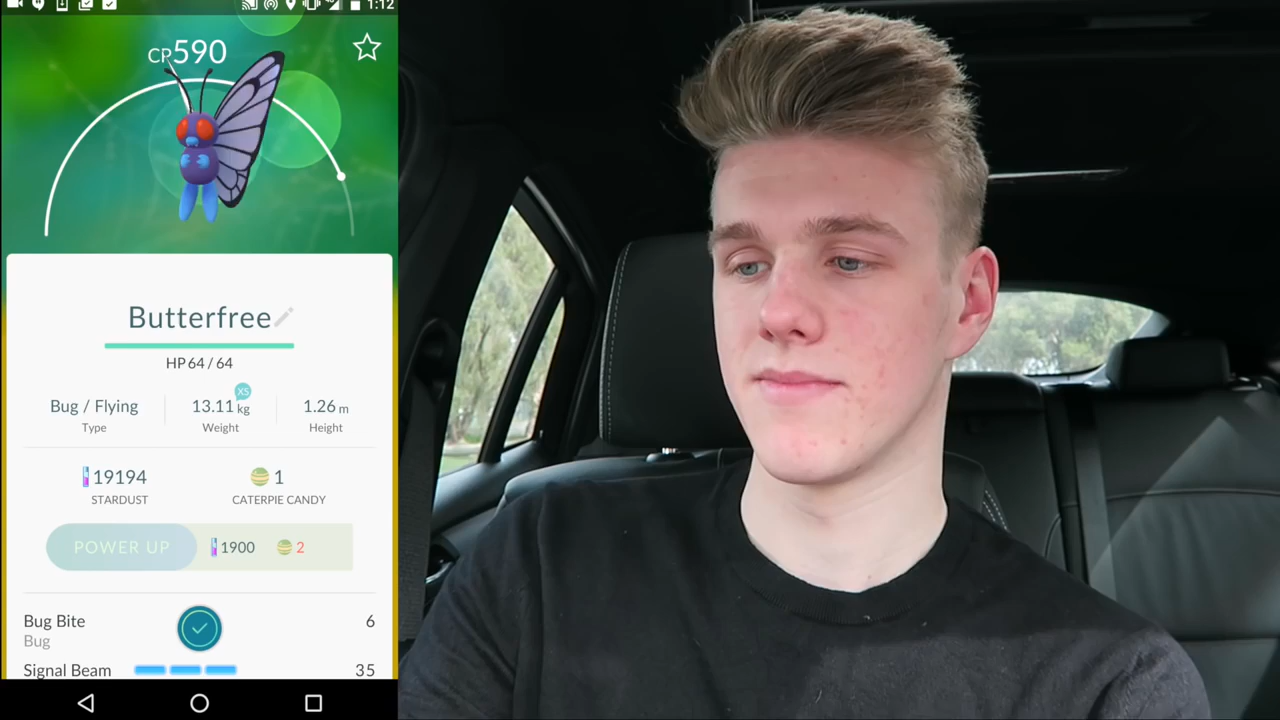 1:12
CP590
Butterfree
HP 64 / 64
XS
Bug / Flying 13.11 kg 1.26 m
Type Weight Height
19194 1
STARDUST CATERPIE CANDY
POWER UP 1900 2
Bug Bite 6
Bug
Signal Beam 35